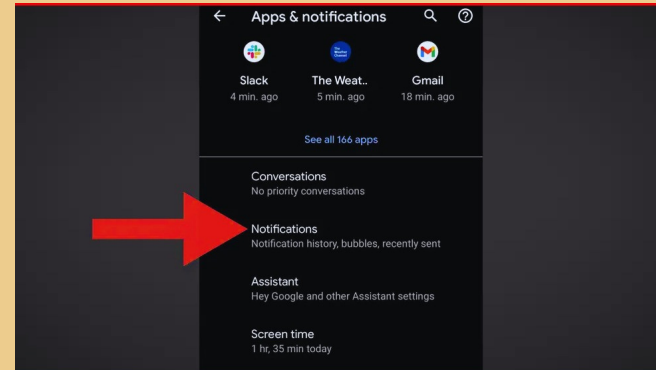 Apps & notifications
Slack The Weat.. Gmail
4 min. ago 5 min. ago 18 min. ago
See all 166 apps
Conversations
No priority conversations
Notifications
Notification history, bubbles, recently sent
Assistant
Hey Google and other Assistant settings
Screen time
1 hr, 35 min today